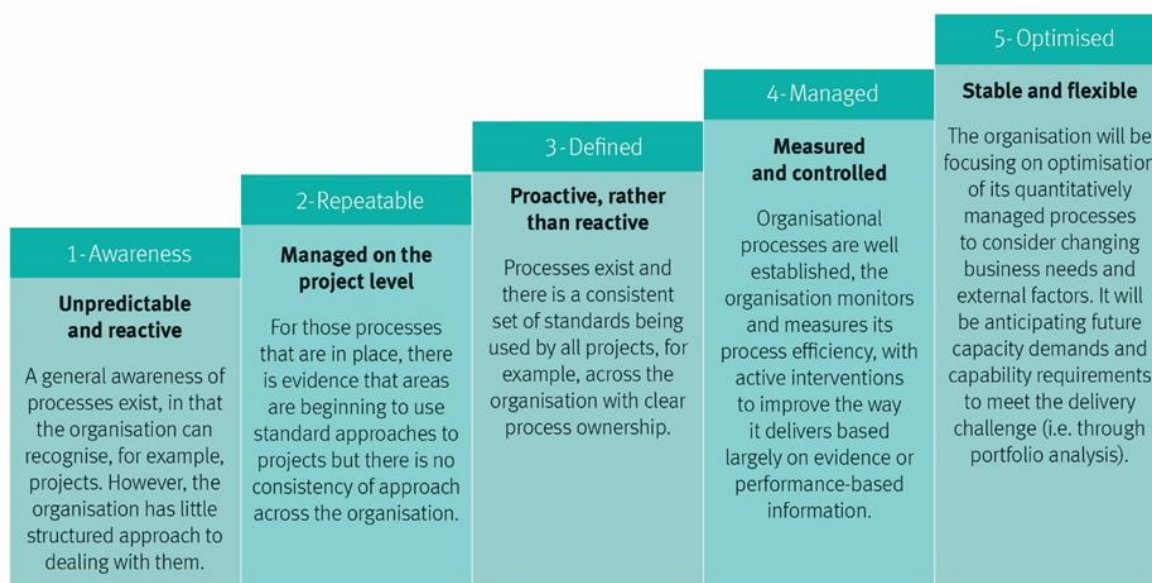 1-Awareness
Unpredictable
and reactive
A general awareness of
processes exist, in that
the organisation can
recognise, for example,
projects. However, the
organisation has little
structured approach to
dealing with them.
2-Repeatable
Managed on the
project level
For those processes
that are in place, there
is evidence that areas
are beginning to use
standard approaches to
projects but there is no
consistency of approach
across the organisation.
3-Defined
Proactive, rather
than reactive
Processes exist and
there is a consistent
set of standards being
used by all projects, for
example, across the
organisation with clear
process ownership.
4-Managed
Measured
and controlled
Organisational
processes are well
established, the
organisation monitors
and measures its
process efficiency, with
active interventions
to improve the way
it delivers based
largely on evidence or
performance-based
information.
5-Optimised
Stable and flexible
The organisation will be
focusing on optimisation
of its quantitatively
managed processes
to consider changing
business needs and
external factors. It will
be anticipating future
capacity demands and
capability requirements
to meet the delivery
challenge (i.e. through
portfolio analysis).